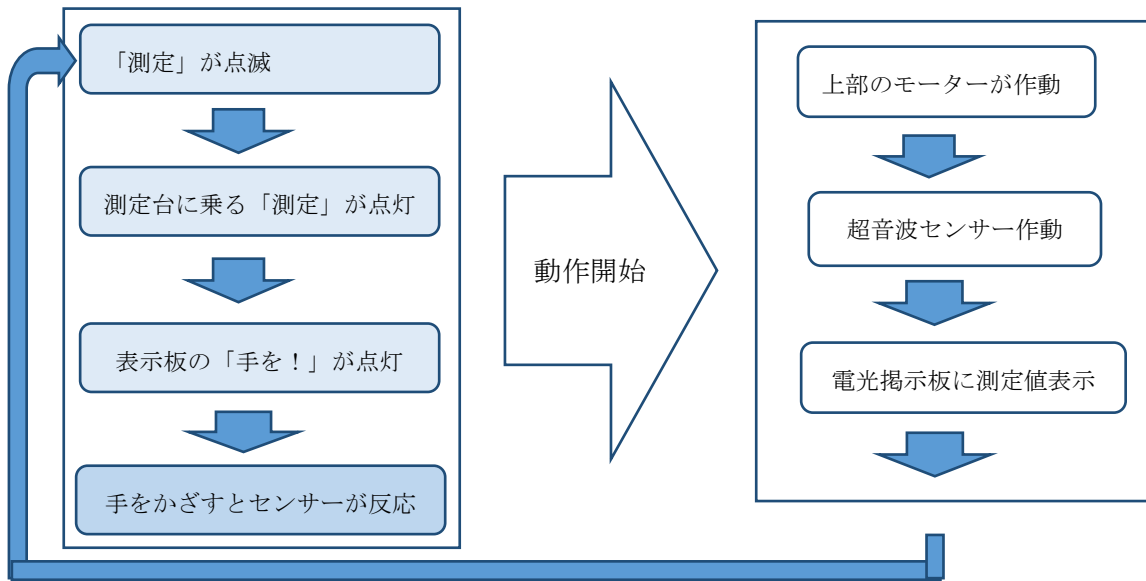 「測定」が点滅
測定台に乗る「測定」が点灯
表示板の「手を！」が点灯
手をかざすとセンサーが反応
動作開始
上部のモーターが作動
超音波センサー作動
電光掲示板に測定値表示